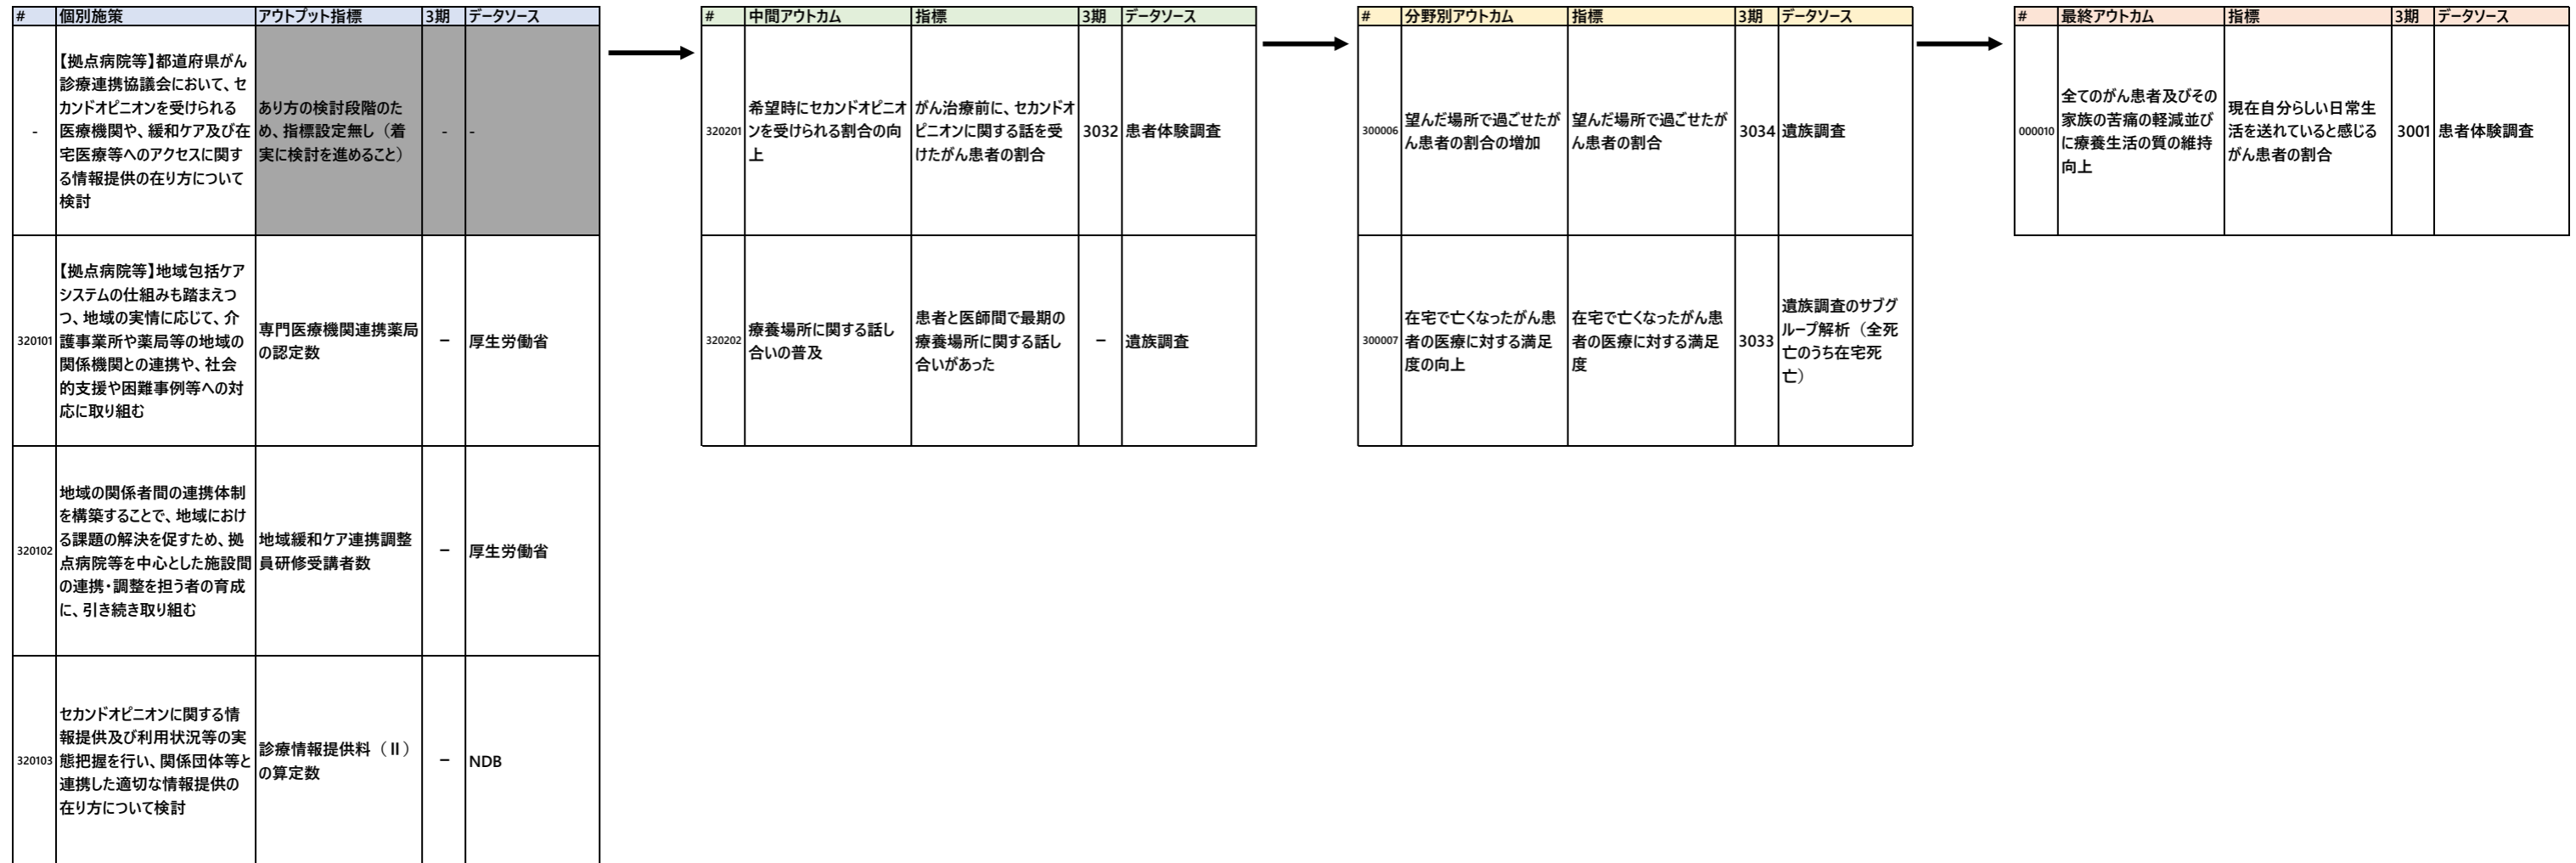 # 個別施策 アウトプット指標 3期 データソース
-
【拠点病院等】都道府県がん
診療連携協議会において、セ
カンドオピニオンを受けられる
医療機関や、緩和ケア及び在
宅医療等へのアクセスに関す
る情報提供の在り方について
検討
あり方の検討段階のた
め、指標設定無し（着
実に検討を進めること）
-
-
320101
【拠点病院等】地域包括ケア
システムの仕組みも踏まえつ
つ、地域の実情に応じて、介
護事業所や薬局等の地域の
関係機関との連携や、社会
的支援や困難事例等への対
応に取り組む
専門医療機関連携薬局
の認定数
－
厚生労働省
320102
地域の関係者間の連携体制
を構築することで、地域におけ
る課題の解決を促すため、拠
点病院等を中心とした施設間
の連携・調整を担う者の育成
に、引き続き取り組む
地域緩和ケア連携調整
員研修受講者数
－
厚生労働省
320103
セカンドオピニオンに関する情
報提供及び利用状況等の実
態把握を行い、関係団体等と
連携した適切な情報提供の
在り方について検討
診療情報提供料（Ⅱ）
の算定数
－
NDB
# 中間アウトカム 指標 3期 データソース
320201
希望時にセカンドオピニオ
ンを受けられる割合の向
上
がん治療前に、セカンドオ
ピニオンに関する話を受
けたがん患者の割合
3032
患者体験調査
320202
療養場所に関する話し
合いの普及
患者と医師間で最期の
療養場所に関する話し
合いがあった
－
遺族調査
# 分野別アウトカム 指標 3期 データソース
300006
望んだ場所で過ごせたが
ん患者の割合の増加
望んだ場所で過ごせたが
ん患者の割合
3034
遺族調査
300007
在宅で亡くなったがん患
者の医療に対する満足
度の向上
在宅で亡くなったがん患
者の医療に対する満足
度
3033
遺族調査のサブグ
ループ解析（全死
亡のうち在宅死
亡）
# 最終アウトカム 指標 3期 データソース
000010
全てのがん患者及びその
家族の苦痛の軽減並び
に療養生活の質の維持
向上
現在自分らしい日常生
活を送れていると感じる
がん患者の割合
3001
患者体験調査